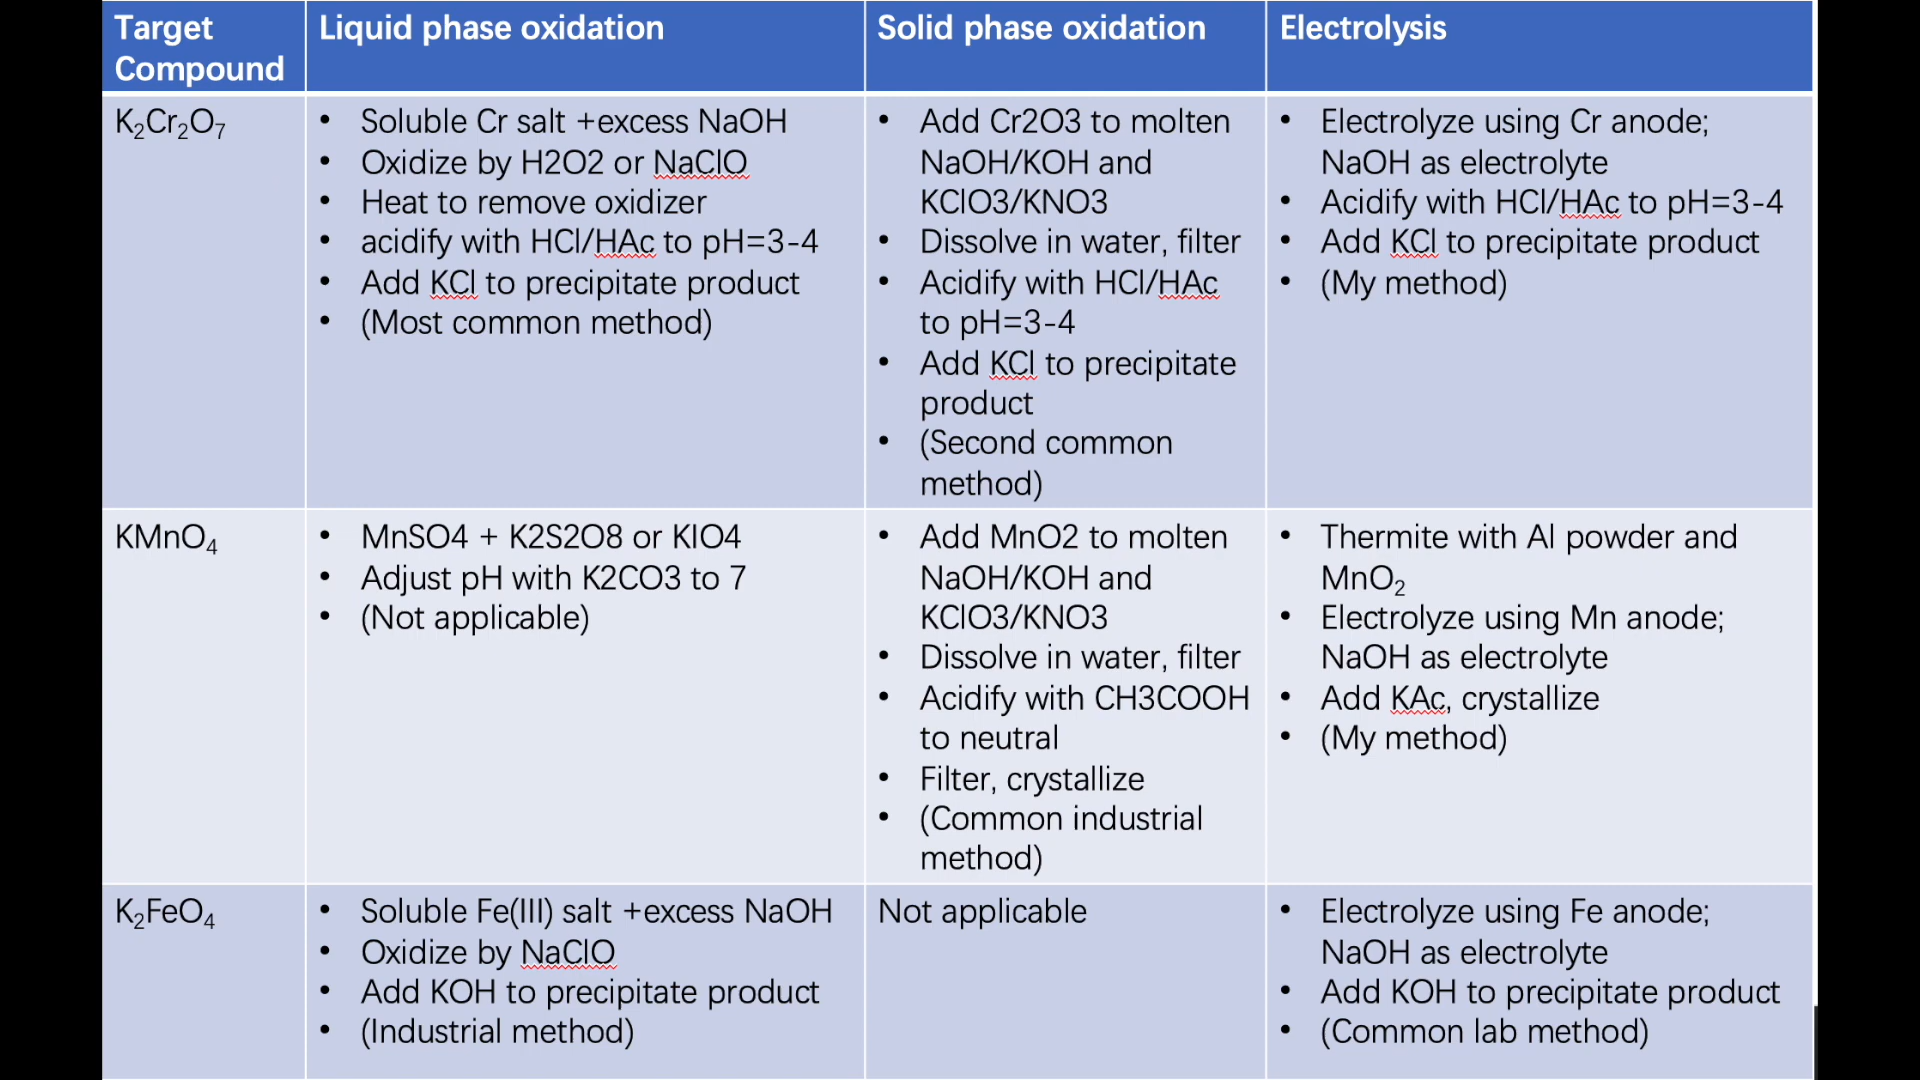 Target
Compound
Liquid phase oxidation
Solid phase oxidation
Electrolysis
K₂Cr₂O₇
• Soluble Cr salt +excess NaOH
• Oxidize by H2O2 or NaClO
• Heat to remove oxidizer
• acidify with HCl/HAc to pH=3-4
• Add KCl to precipitate product
• (Most common method)
• Add Cr2O3 to molten
NaOH/KOH and
KClO3/KNO3
• Dissolve in water, filter
• Acidify with HCl/HAc
to pH=3-4
• Add KCl to precipitate
product
• (Second common
method)
• Electrolyze using Cr anode;
NaOH as electrolyte
• Acidify with HCl/HAc to pH=3-4
• Add KCl to precipitate product
• (My method)
KMnO₄
• MnSO4 + K2S2O8 or KIO4
• Adjust pH with K2CO3 to 7
• (Not applicable)
• Add MnO2 to molten
NaOH/KOH and
KClO3/KNO3
• Dissolve in water, filter
• Acidify with CH3COOH
to neutral
• Filter, crystallize
• (Common industrial
method)
• Thermite with Al powder and
MnO₂
• Electrolyze using Mn anode;
NaOH as electrolyte
• Add KAc, crystallize
• (My method)
K₂FeO₄
• Soluble Fe(III) salt +excess NaOH
• Oxidize by NaClO
• Add KOH to precipitate product
• (Industrial method)
Not applicable
• Electrolyze using Fe anode;
NaOH as electrolyte
• Add KOH to precipitate product
• (Common lab method)